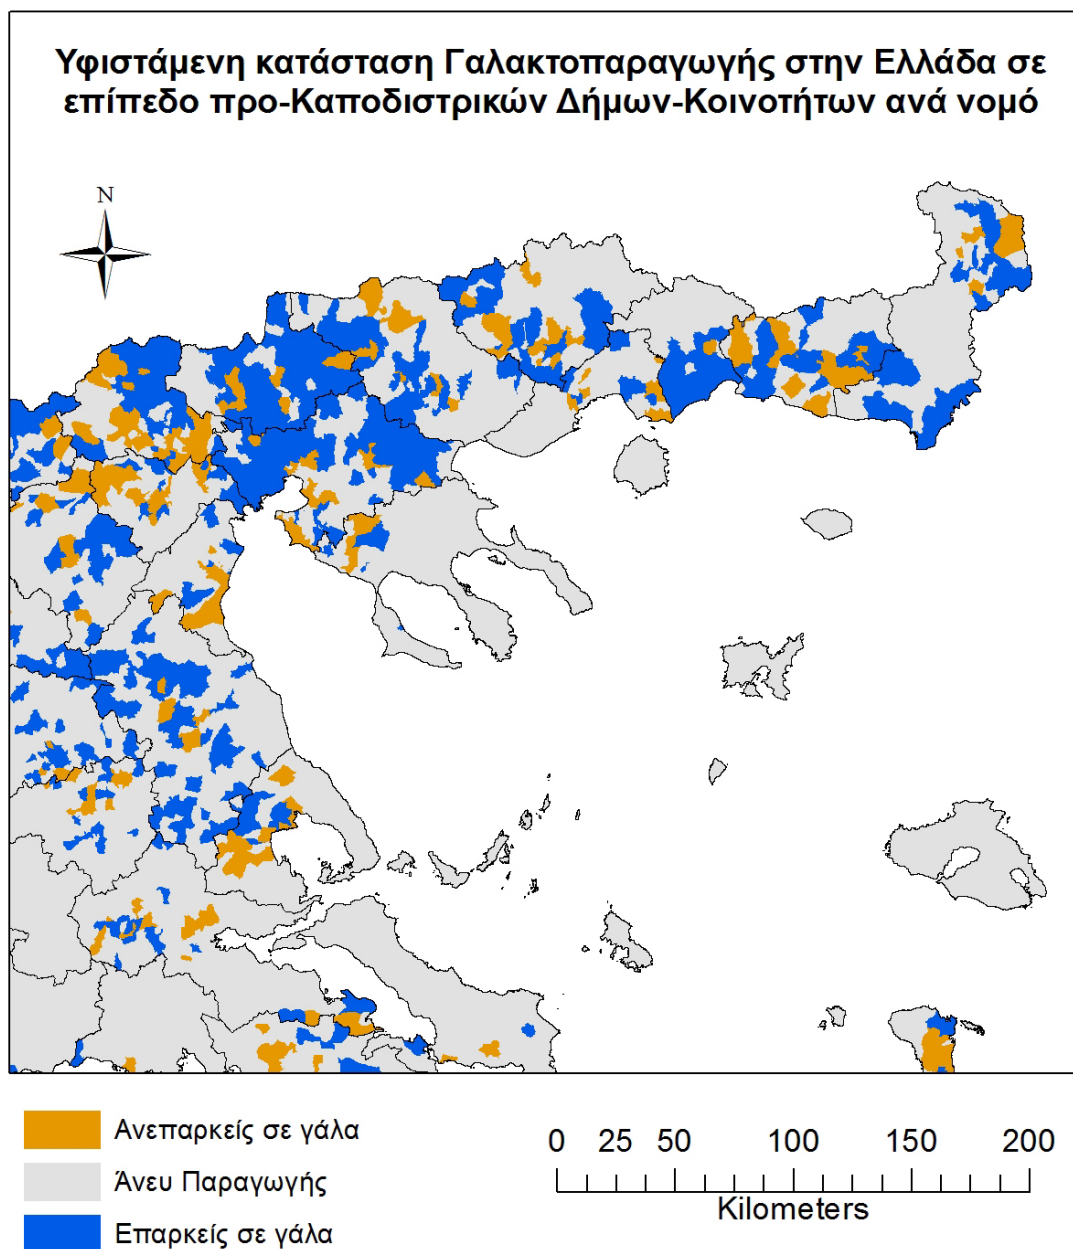 Υφιστάμενη κατάσταση Γαλακτοπαραγωγής στην Ελλάδα σε
επίπεδο προ-Καποδιστρικών Δήμων-Κοινοτήτων ανά νομό
N
Ανεπαρκείς σε γάλα
Άνευ Παραγωγής
Επαρκείς σε γάλα
0 25 50 100 150 200
Kilometers